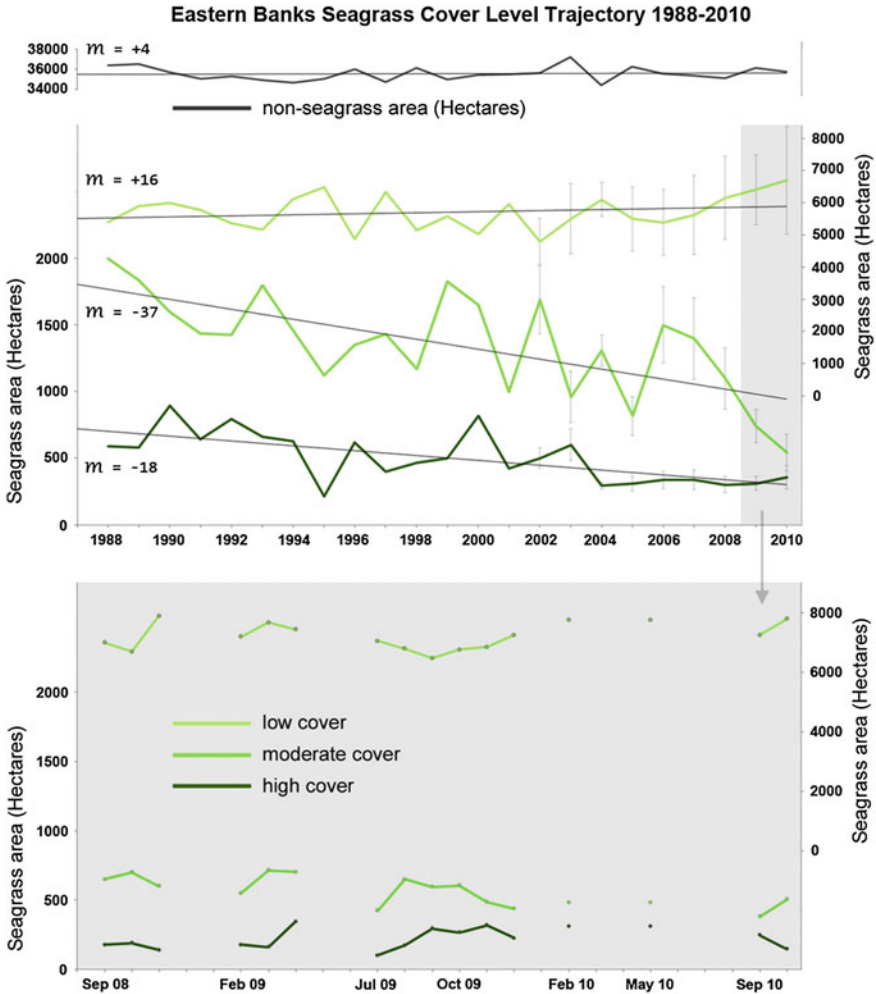 Eastern Banks Seagrass Cover Level Trajectory 1988-2010
m = +4
38000
36000
34000
non-seagrass area (Hectares)
m = +16
m = -37
m = -18
Seagrass area (Hectares)
2000
1500
1000
500
0
8000
7000
6000
5000
4000
3000
2000
1000
0
Seagrass area (Hectares)
1988 1990 1992 1994 1996 1998 2000 2002 2004 2006 2008 2010
Seagrass area (Hectares)
2000
1500
1000
500
0
low cover
moderate cover
high cover
8000
6000
4000
2000
0
Seagrass area (Hectares)
Sep 08 Feb 09 Jul 09 Oct 09 Feb 10 May 10 Sep 10